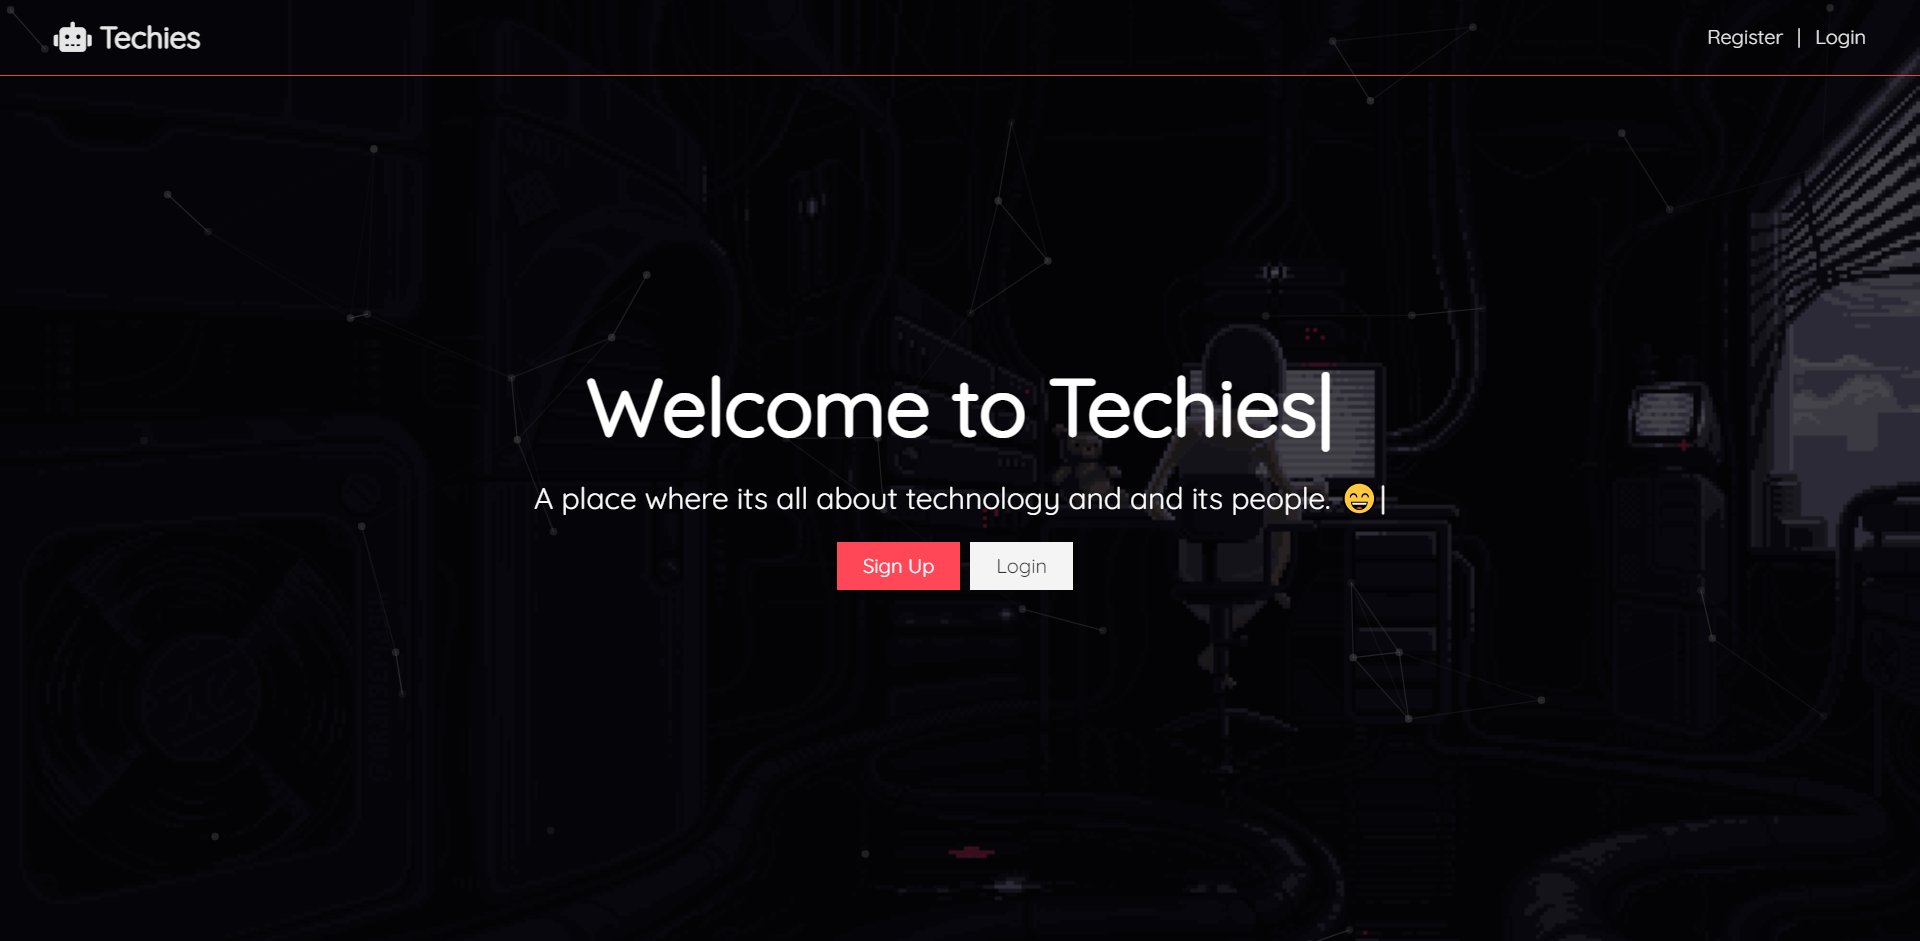 Techies
Register | Login
Welcome to Techies|
A place where its all about technology and and its people. 😄|
Sign Up
Login